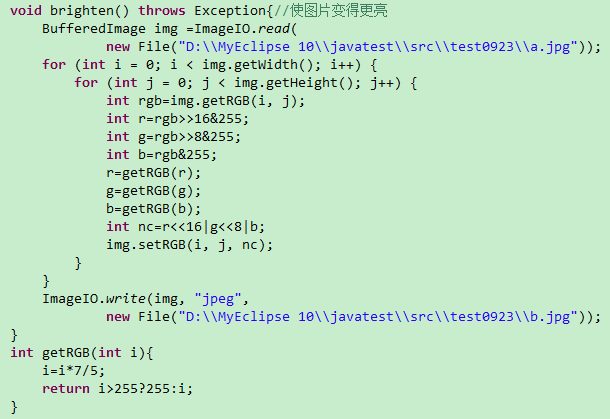 void brighten() throws Exception{//使图片变得更亮
    BufferedImage img =ImageIO.read(
            new File("D:\\MyEclipse 10\\javatest\\src\\test0923\\a.jpg"));
    for (int i = 0; i < img.getWidth(); i++) {
        for (int j = 0; j < img.getHeight(); j++) {
            int rgb=img.getRGB(i, j);
            int r=rgb>>16&255;
            int g=rgb>>8&255;
            int b=rgb&255;
            r=getRGB(r);
            g=getRGB(g);
            b=getRGB(b);
            int nc=r<<16|g<<8|b;
            img.setRGB(i, j, nc);
        }
    }
    ImageIO.write(img, "jpeg",
            new File("D:\\MyEclipse 10\\javatest\\src\\test0923\\b.jpg"));
}
int getRGB(int i){
    i=i*7/5;
    return i>255?255:i;
}